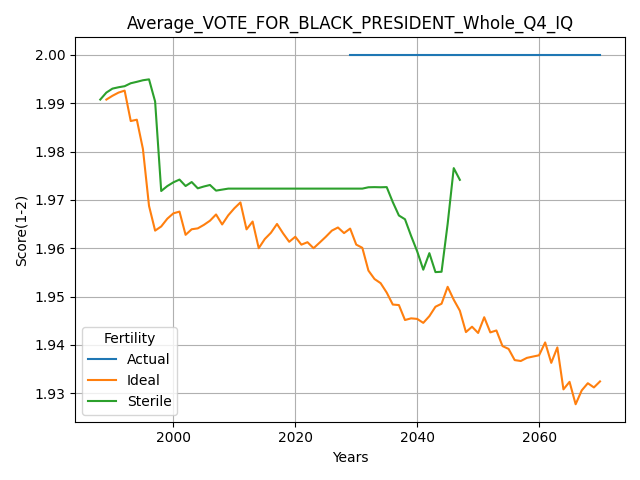 Average_VOTE_FOR_BLACK_PRESIDENT_Whole_Q4_IQ
2.00
1.99
1.98
1.97
1.96
1.95
1.94
1.93
Score(1-2)
Fertility
Actual
Ideal
Sterile
2000
2020
2040
2060
Years